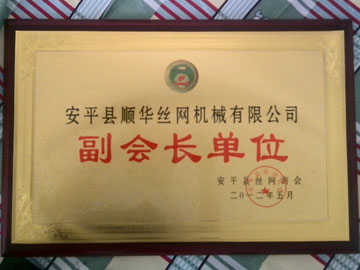 安平县顺华丝网机械有限公司
副会长单位
安平县丝网商会
二〇一二年五月